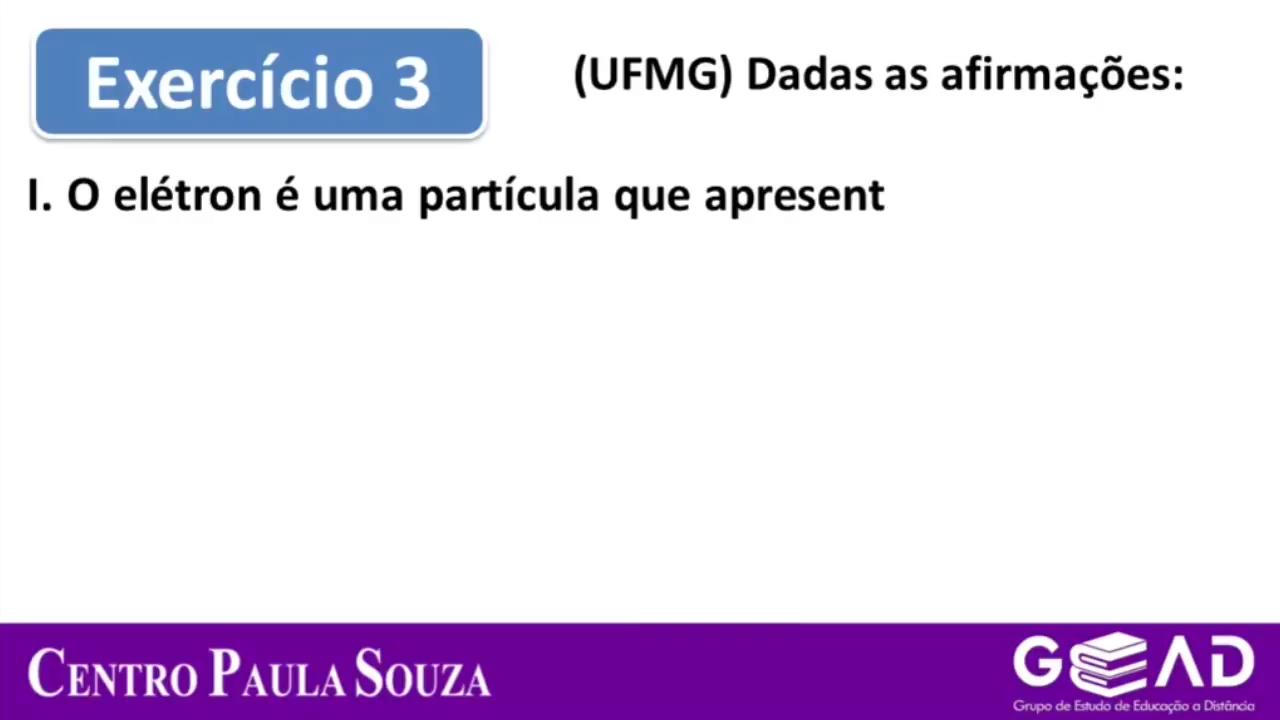 Exercício 3
(UFMG) Dadas as afirmações:
I. O elétron é uma partícula que apresent
CENTRO PAULA SOUZA
GEAD
Grupo de Estudo de Educação a Distância